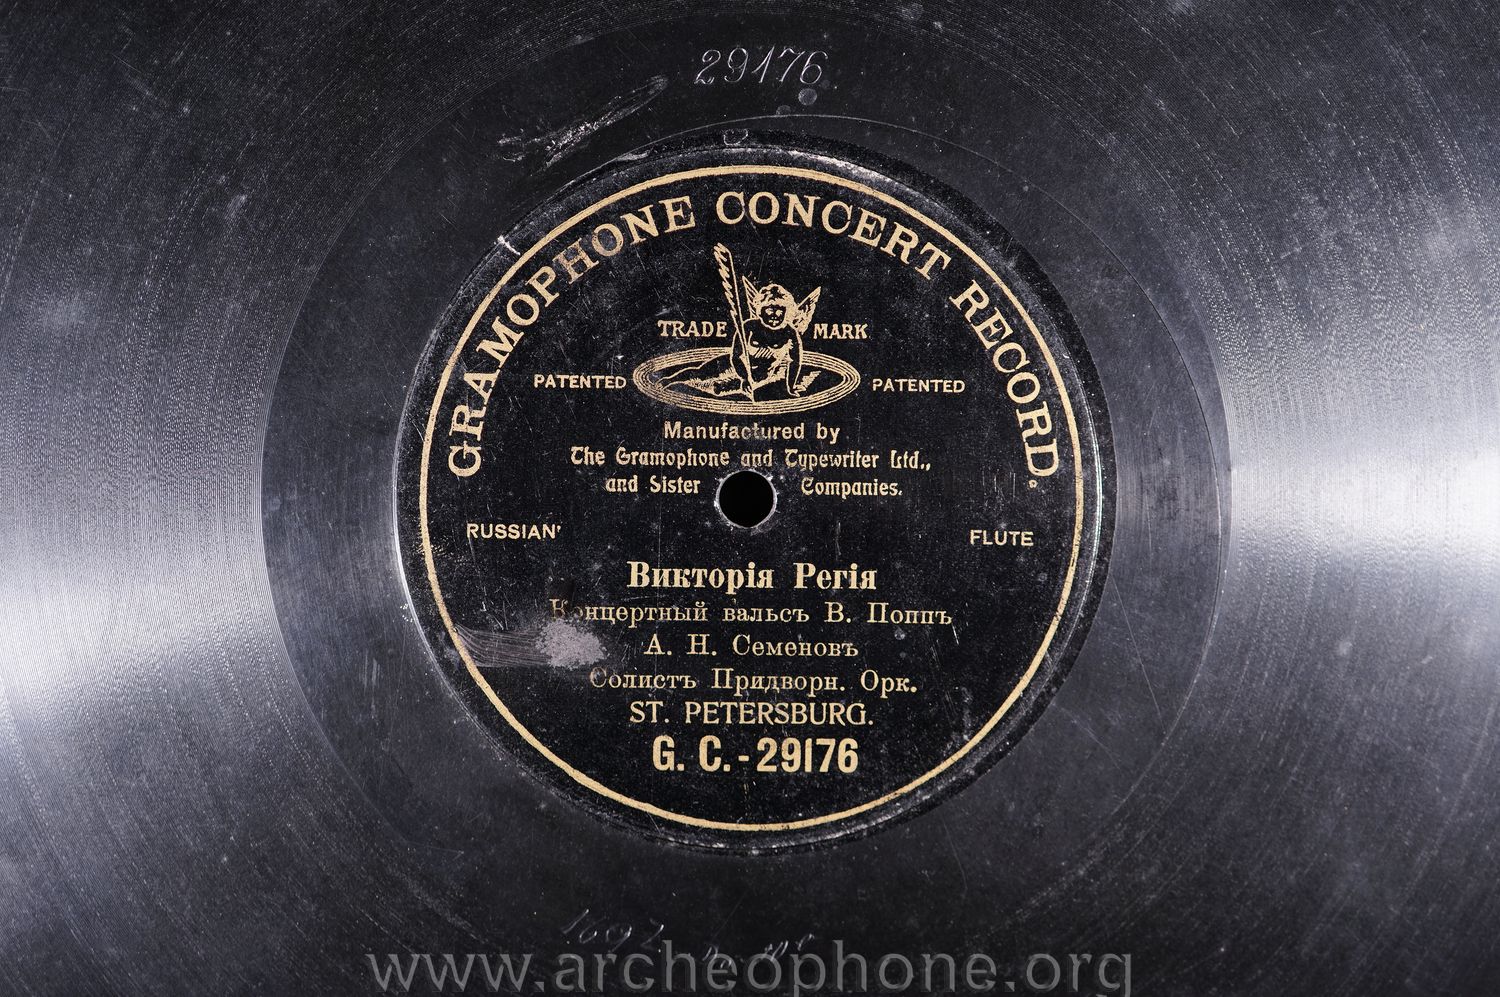 29176
GRAMOPHONE CONCERT RECORD.
TRADE MARK
PATENTED PATENTED
Manufactured by
The Gramophone and Typewriter Ltd.,
and Sister Companies.
RUSSIAN' FLUTE
Викторія Регія
Концертный вальсъ В. Поппъ
А. Н. Семеновъ
Солистъ Придворн. Орк.
ST. PETERSBURG.
G. C.-29176
www.archeophone.org